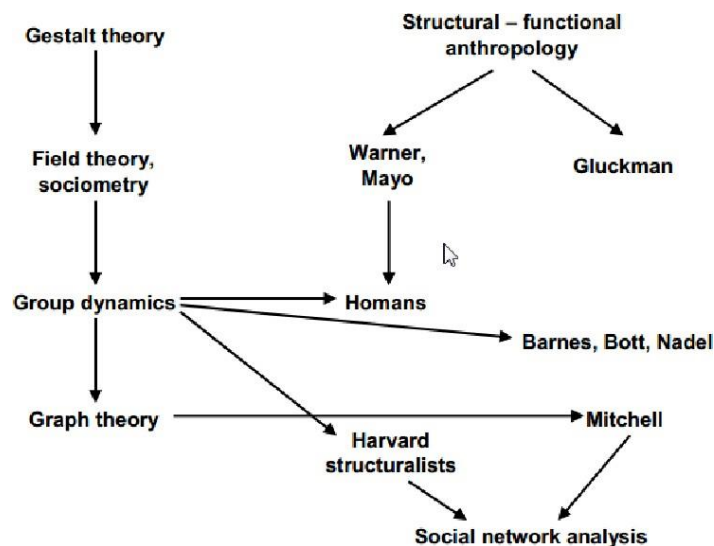 Gestalt theory
Structural – functional
anthropology
Field theory,
sociometry
Warner,
Mayo
Gluckman
Group dynamics
Homans
Barnes, Bott, Nadel
Graph theory
Mitchell
Harvard
structuralists
Social network analysis